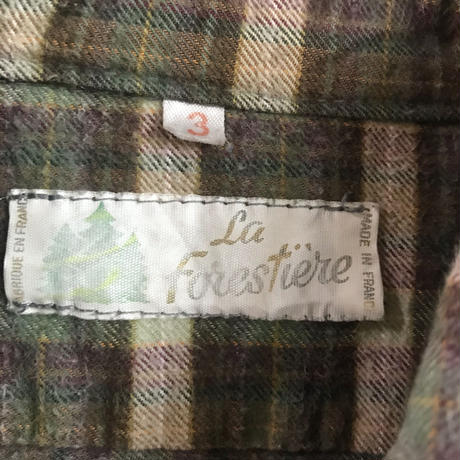 3
FABRIQUE EN FRANCE
La
Forestière
MADE IN FRANCE